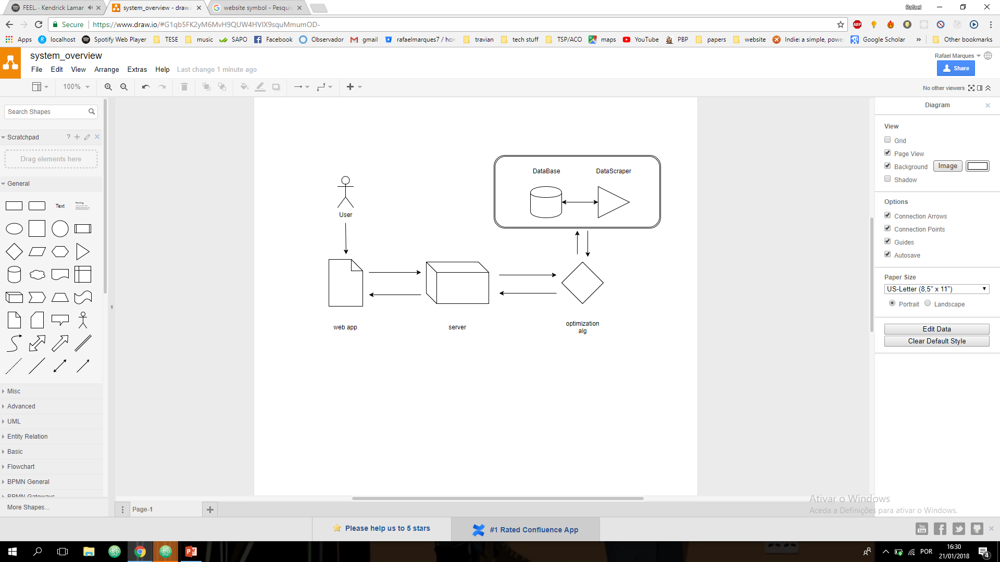 FEEL. - Kendrick Lamar
system_overview - draw.i
website symbol - Pesquis
Rafael
Secure
https://www.draw.io/#G1qb5FK2yM6MvH9QUW4HVIX9squMmumOD-
ABP
Apps
localhost
Spotify Web Player
TESE
music
SAPO
Facebook
Observador
gmail
rafaelmarques7 / hon
travian
tech stuff
TSP/ACO
maps
YouTube
PBP
papers
website
Indie: a simple, powe
Google Scholar
»
Other bookmarks
system_overview
File
Edit
View
Arrange
Extras
Help
Last change 1 minute ago
Rafael Marques
Share
100%
No other viewers
Search Shapes
Scratchpad
?
Drag elements here
General
Text
Heading
Misc
Advanced
UML
Entity Relation
Basic
Flowchart
BPMN General
BPMN Gateways
More Shapes...
User
DataBase
DataScraper
web app
server
optimization
alg
Diagram
View
Grid
Page View
Background
Image
Shadow
Options
Connection Arrows
Connection Points
Guides
Autosave
Paper Size
US-Letter (8,5" x 11")
Portrait
Landscape
Edit Data
Clear Default Style
Page-1
Ativar o Windows
Aceda a Definições para ativar o Windows.
Please help us to 5 stars
#1 Rated Confluence App
You
Tube
POR
16:30
21/01/2018
4